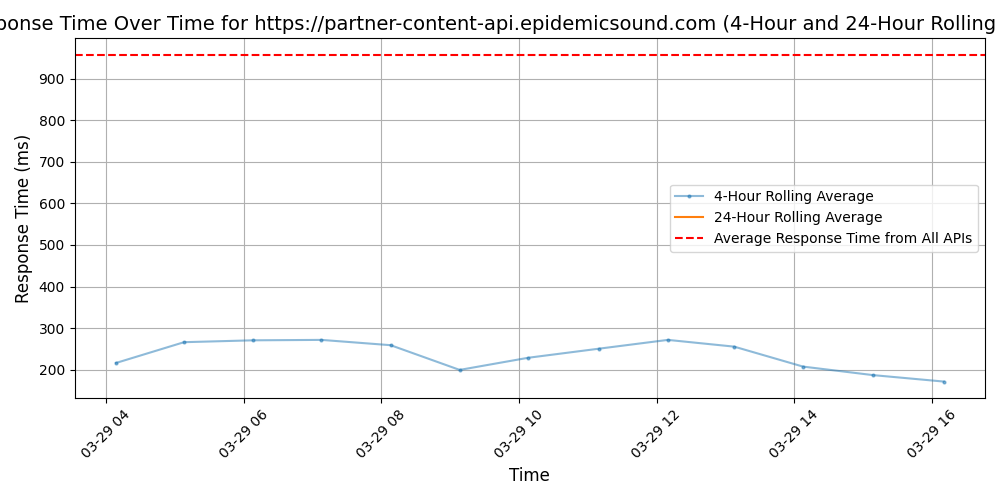 ponse Time Over Time for https://partner-content-api.epidemicsound.com (4-Hour and 24-Hour Rolling
Response Time (ms)
900
800
700
600
500
400
300
200
4-Hour Rolling Average
24-Hour Rolling Average
Average Response Time from All APIs
03-29 04
03-29 06
03-29 08
03-29 10
03-29 12
03-29 14
03-29 16
Time